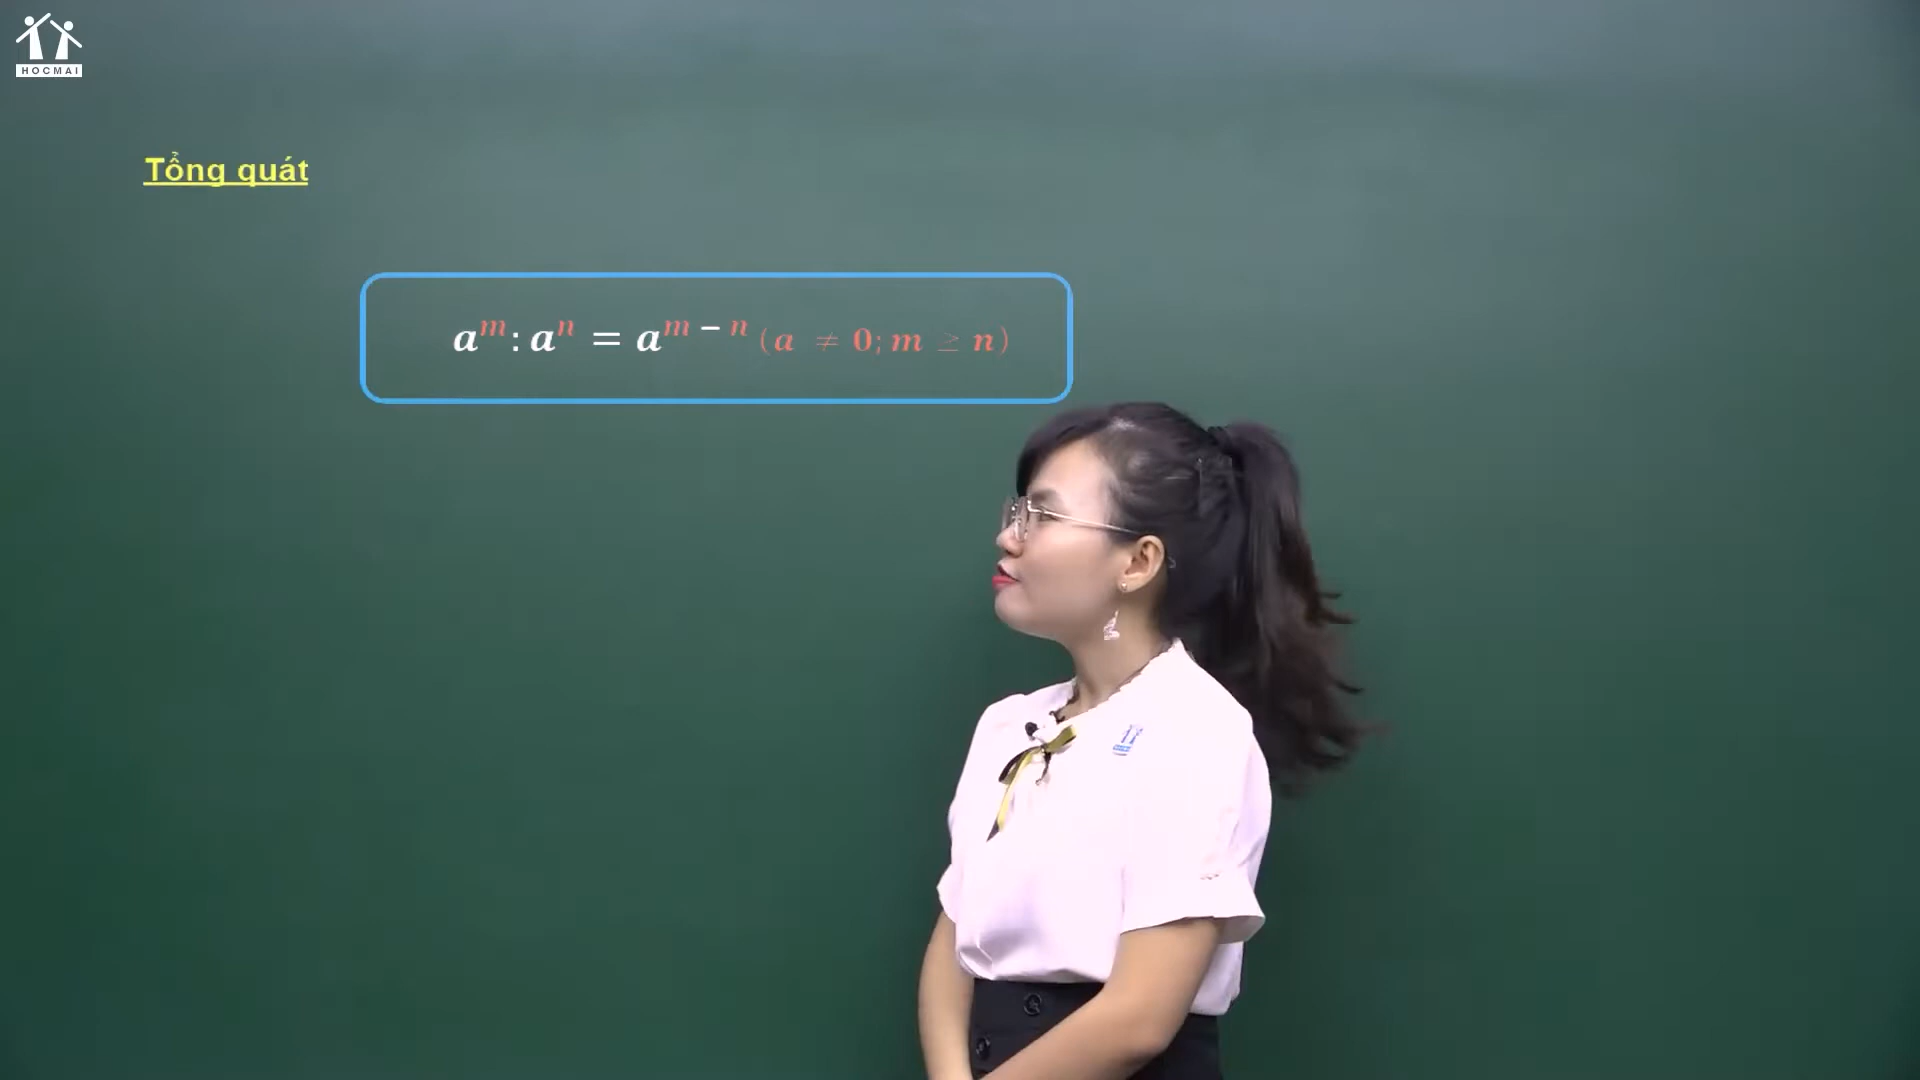 HOCMAI
Tổng quát
a^m : a^n = a^{m - n} (a ≠ 0; m ≥ n)